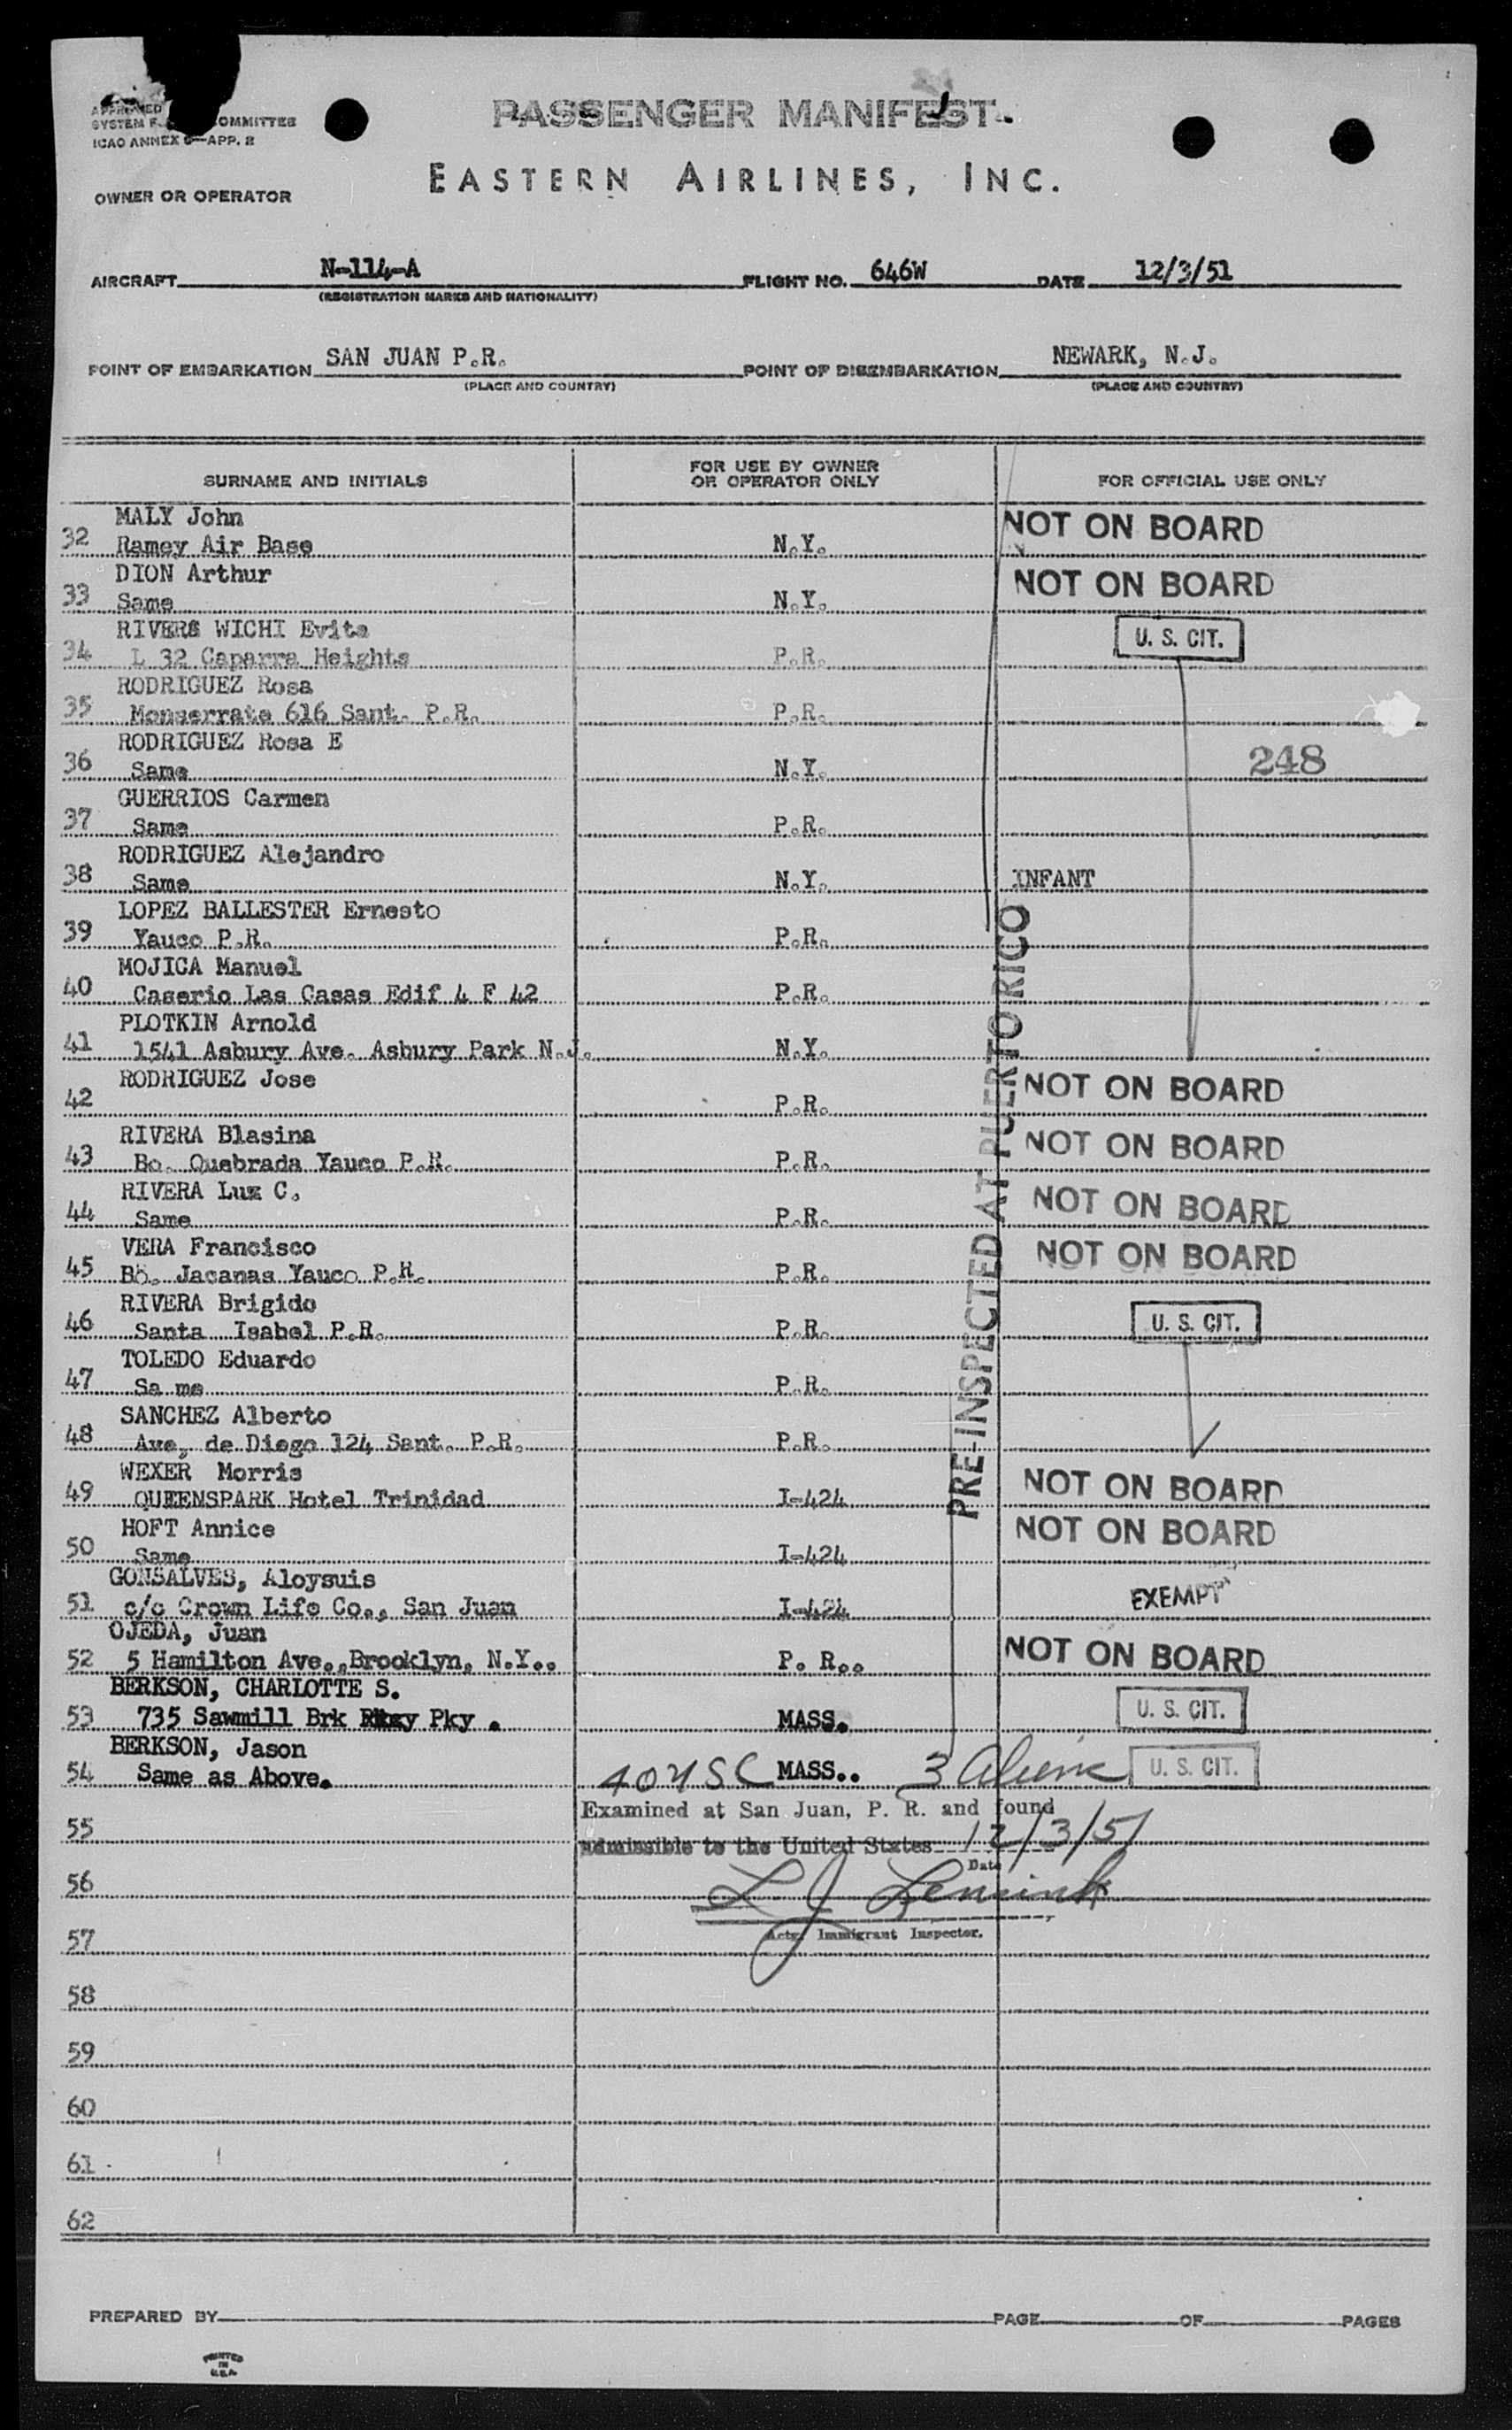 APPROVED
SYSTEM F COMMITTEE
ICAO ANNEX 6—APP. 2
PASSENGER MANIFEST.
EASTERN AIRLINES, INC.
OWNER OR OPERATOR
AIRCRAFT N-114-A FLIGHT NO. 646W DATE 12/3/51
(REGISTRATION MARKS AND NATIONALITY)
POINT OF EMBARKATION SAN JUAN P.R. POINT OF DISEMBARKATION NEWARK, N.J.
(PLACE AND COUNTRY) (PLACE AND COUNTRY)
SURNAME AND INITIALS FOR USE BY OWNER OR OPERATOR ONLY FOR OFFICIAL USE ONLY
MALY John NOT ON BOARD
32 Ramey Air Base N.Y.
DION Arthur NOT ON BOARD
33 Same N.Y.
RIVERS WICHI Evita U. S. CIT.
34 L 32 Caparra Heights P.R.
RODRIGUEZ Rosa
35 Monserrate 616 Sant. P.R. P.R.
RODRIGUEZ Rosa E 248
36 Same N.Y.
GUERRIOS Carmen
37 Same P.R.
RODRIGUEZ Alejandro
38 Same N.Y. INFANT
LOPEZ BALLESTER Ernesto
39 Yauco P.R. P.R.
MOJICA Manuel
40 Caserio Las Casas Edif 4 F 42 P.R.
PLOTKIN Arnold
41 1541 Asbury Ave. Asbury Park N.J. N.Y.
RODRIGUEZ Jose NOT ON BOARD
42 P.R.
RIVERA Blasina NOT ON BOARD
43 Bo. Quebrada Yauco P.R. P.R.
RIVERA Luz C. NOT ON BOARD
44 Same P.R.
VERA Francisco NOT ON BOARD
45 Bo. Jacanas Yauco P.R. P.R.
RIVERA Brigido U. S. CIT.
46 Santa Isabel P.R. P.R.
TOLEDO Eduardo
47 Sa me P.R.
SANCHEZ Alberto
48 Ave, de Diego 124 Sant. P.R. P.R.
WEXER Morris NOT ON BOARD
49 QUEENSPARK Hotel Trinidad I-424
HOFT Annice NOT ON BOARD
50 Same I-424
GONSALVES, Aloysuis EXEMPT
51 c/o Crown Life Co., San Juan I-424
OJEDA, Juan NOT ON BOARD
52 5 Hamilton Ave., Brooklyn, N.Y.. P. R..
BERKSON, CHARLOTTE S. U. S. CIT.
53 735 Sawmill Brk Pky . MASS.
BERKSON, Jason
54 Same as Above. MASS.. 3 U. S. CIT.
PRE-INSPECTED AT PUERTO RICO
Examined at San Juan, P. R. and found
55 admissible to the United States 12/3/51
Date
56 L J
57 Actg. Immigrant Inspector.
58
59
60
61
62
PREPARED BY PAGE OF PAGES
PRINTED
IN
U.S.A.